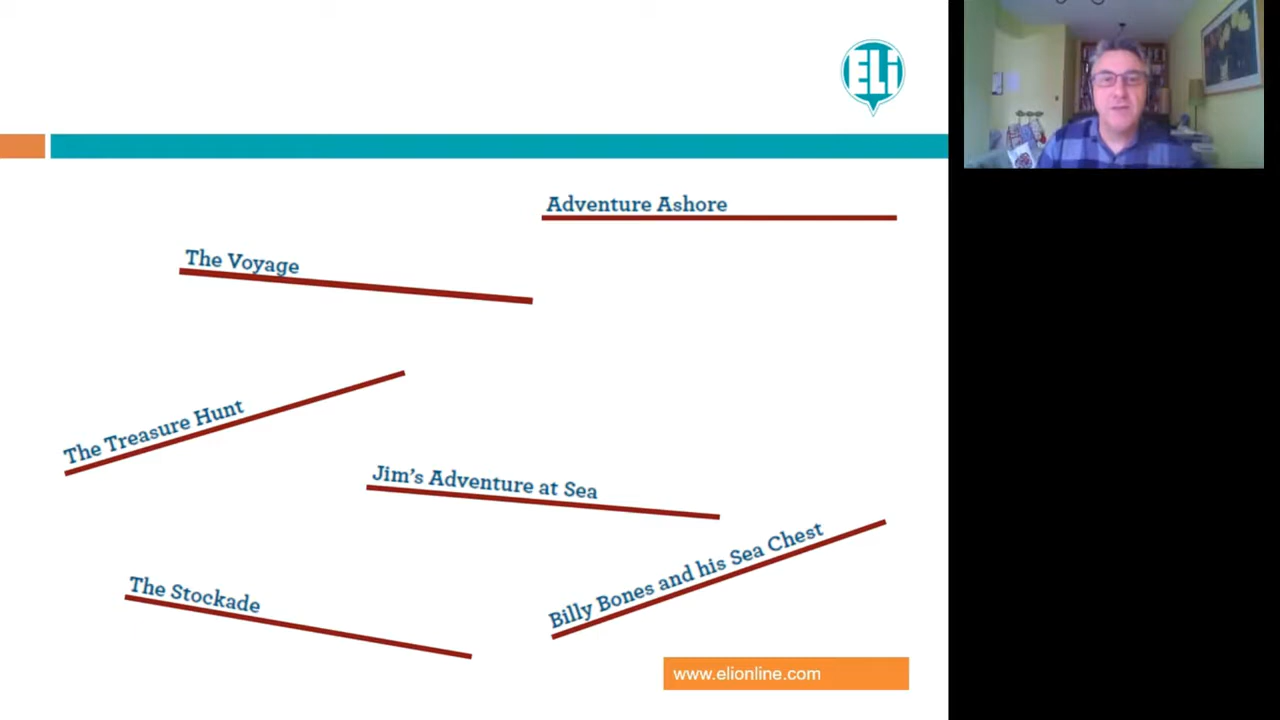 ELi
Adventure Ashore
The Voyage
The Treasure Hunt
Jim's Adventure at Sea
Billy Bones and his Sea Chest
The Stockade
www.elionline.com